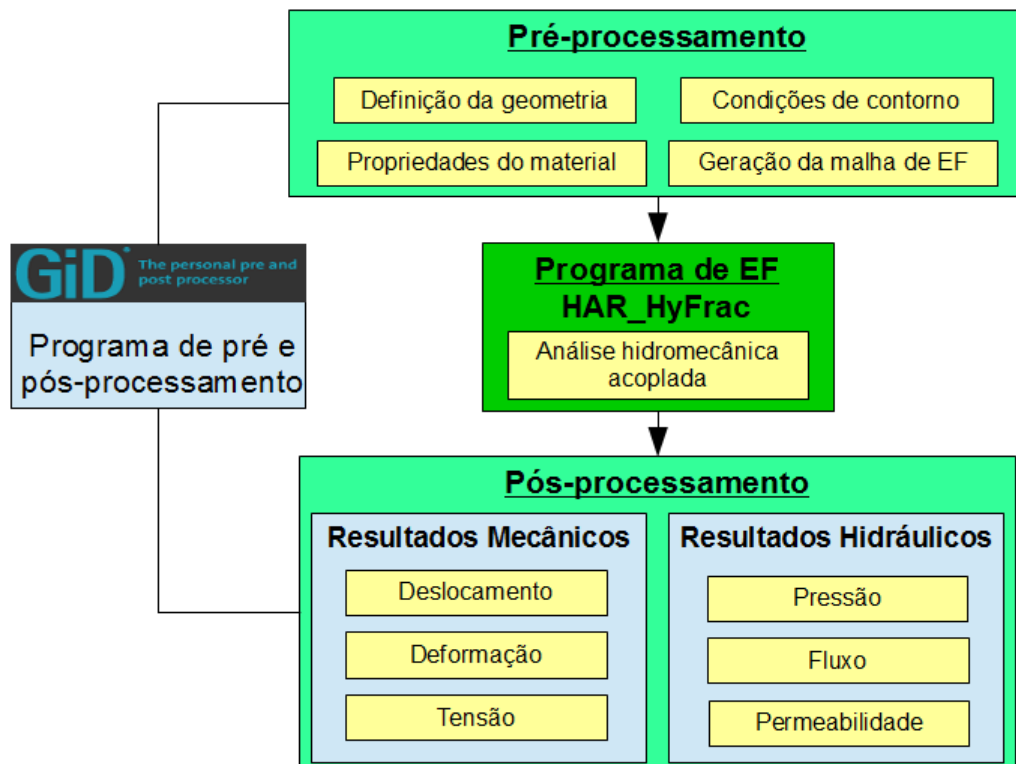 Pré-processamento
Definição da geometria
Condições de contorno
Propriedades do material
Geração da malha de EF
GiD The personal pre and
post processor
Programa de pré e
pós-processamento
Programa de EF
HAR_HyFrac
Análise hidromecânica
acoplada
Pós-processamento
Resultados Mecânicos
Deslocamento
Deformação
Tensão
Resultados Hidráulicos
Pressão
Fluxo
Permeabilidade